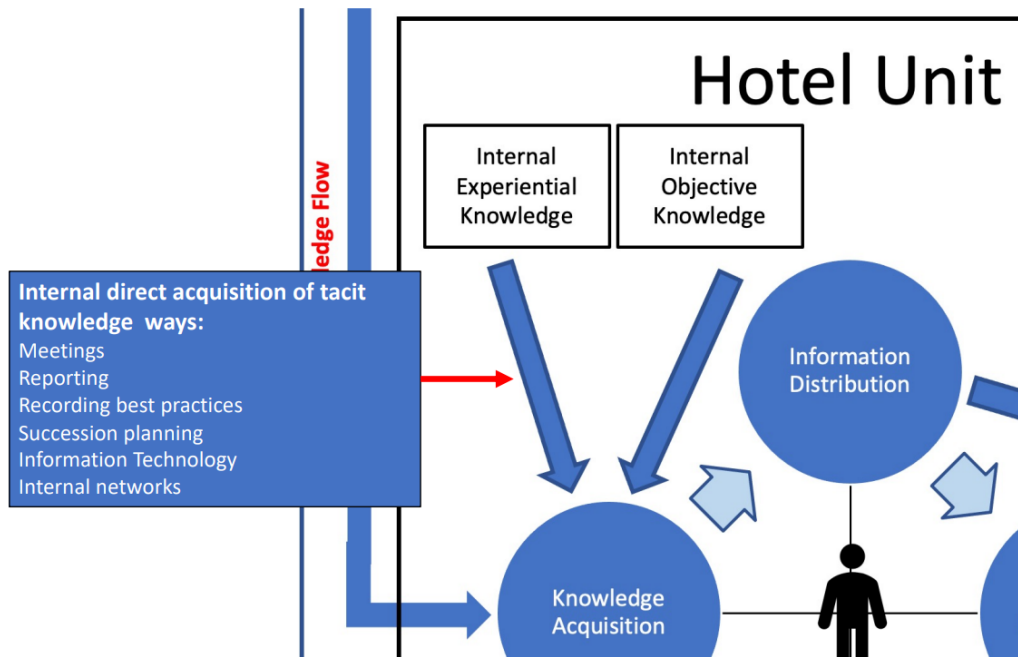 Hotel Unit
Internal
Experiential
Knowledge
Internal
Objective
Knowledge
ledge Flow
Internal direct acquisition of tacit
knowledge ways:
Meetings
Reporting
Recording best practices
Succession planning
Information Technology
Internal networks
Information
Distribution
Knowledge
Acquisition